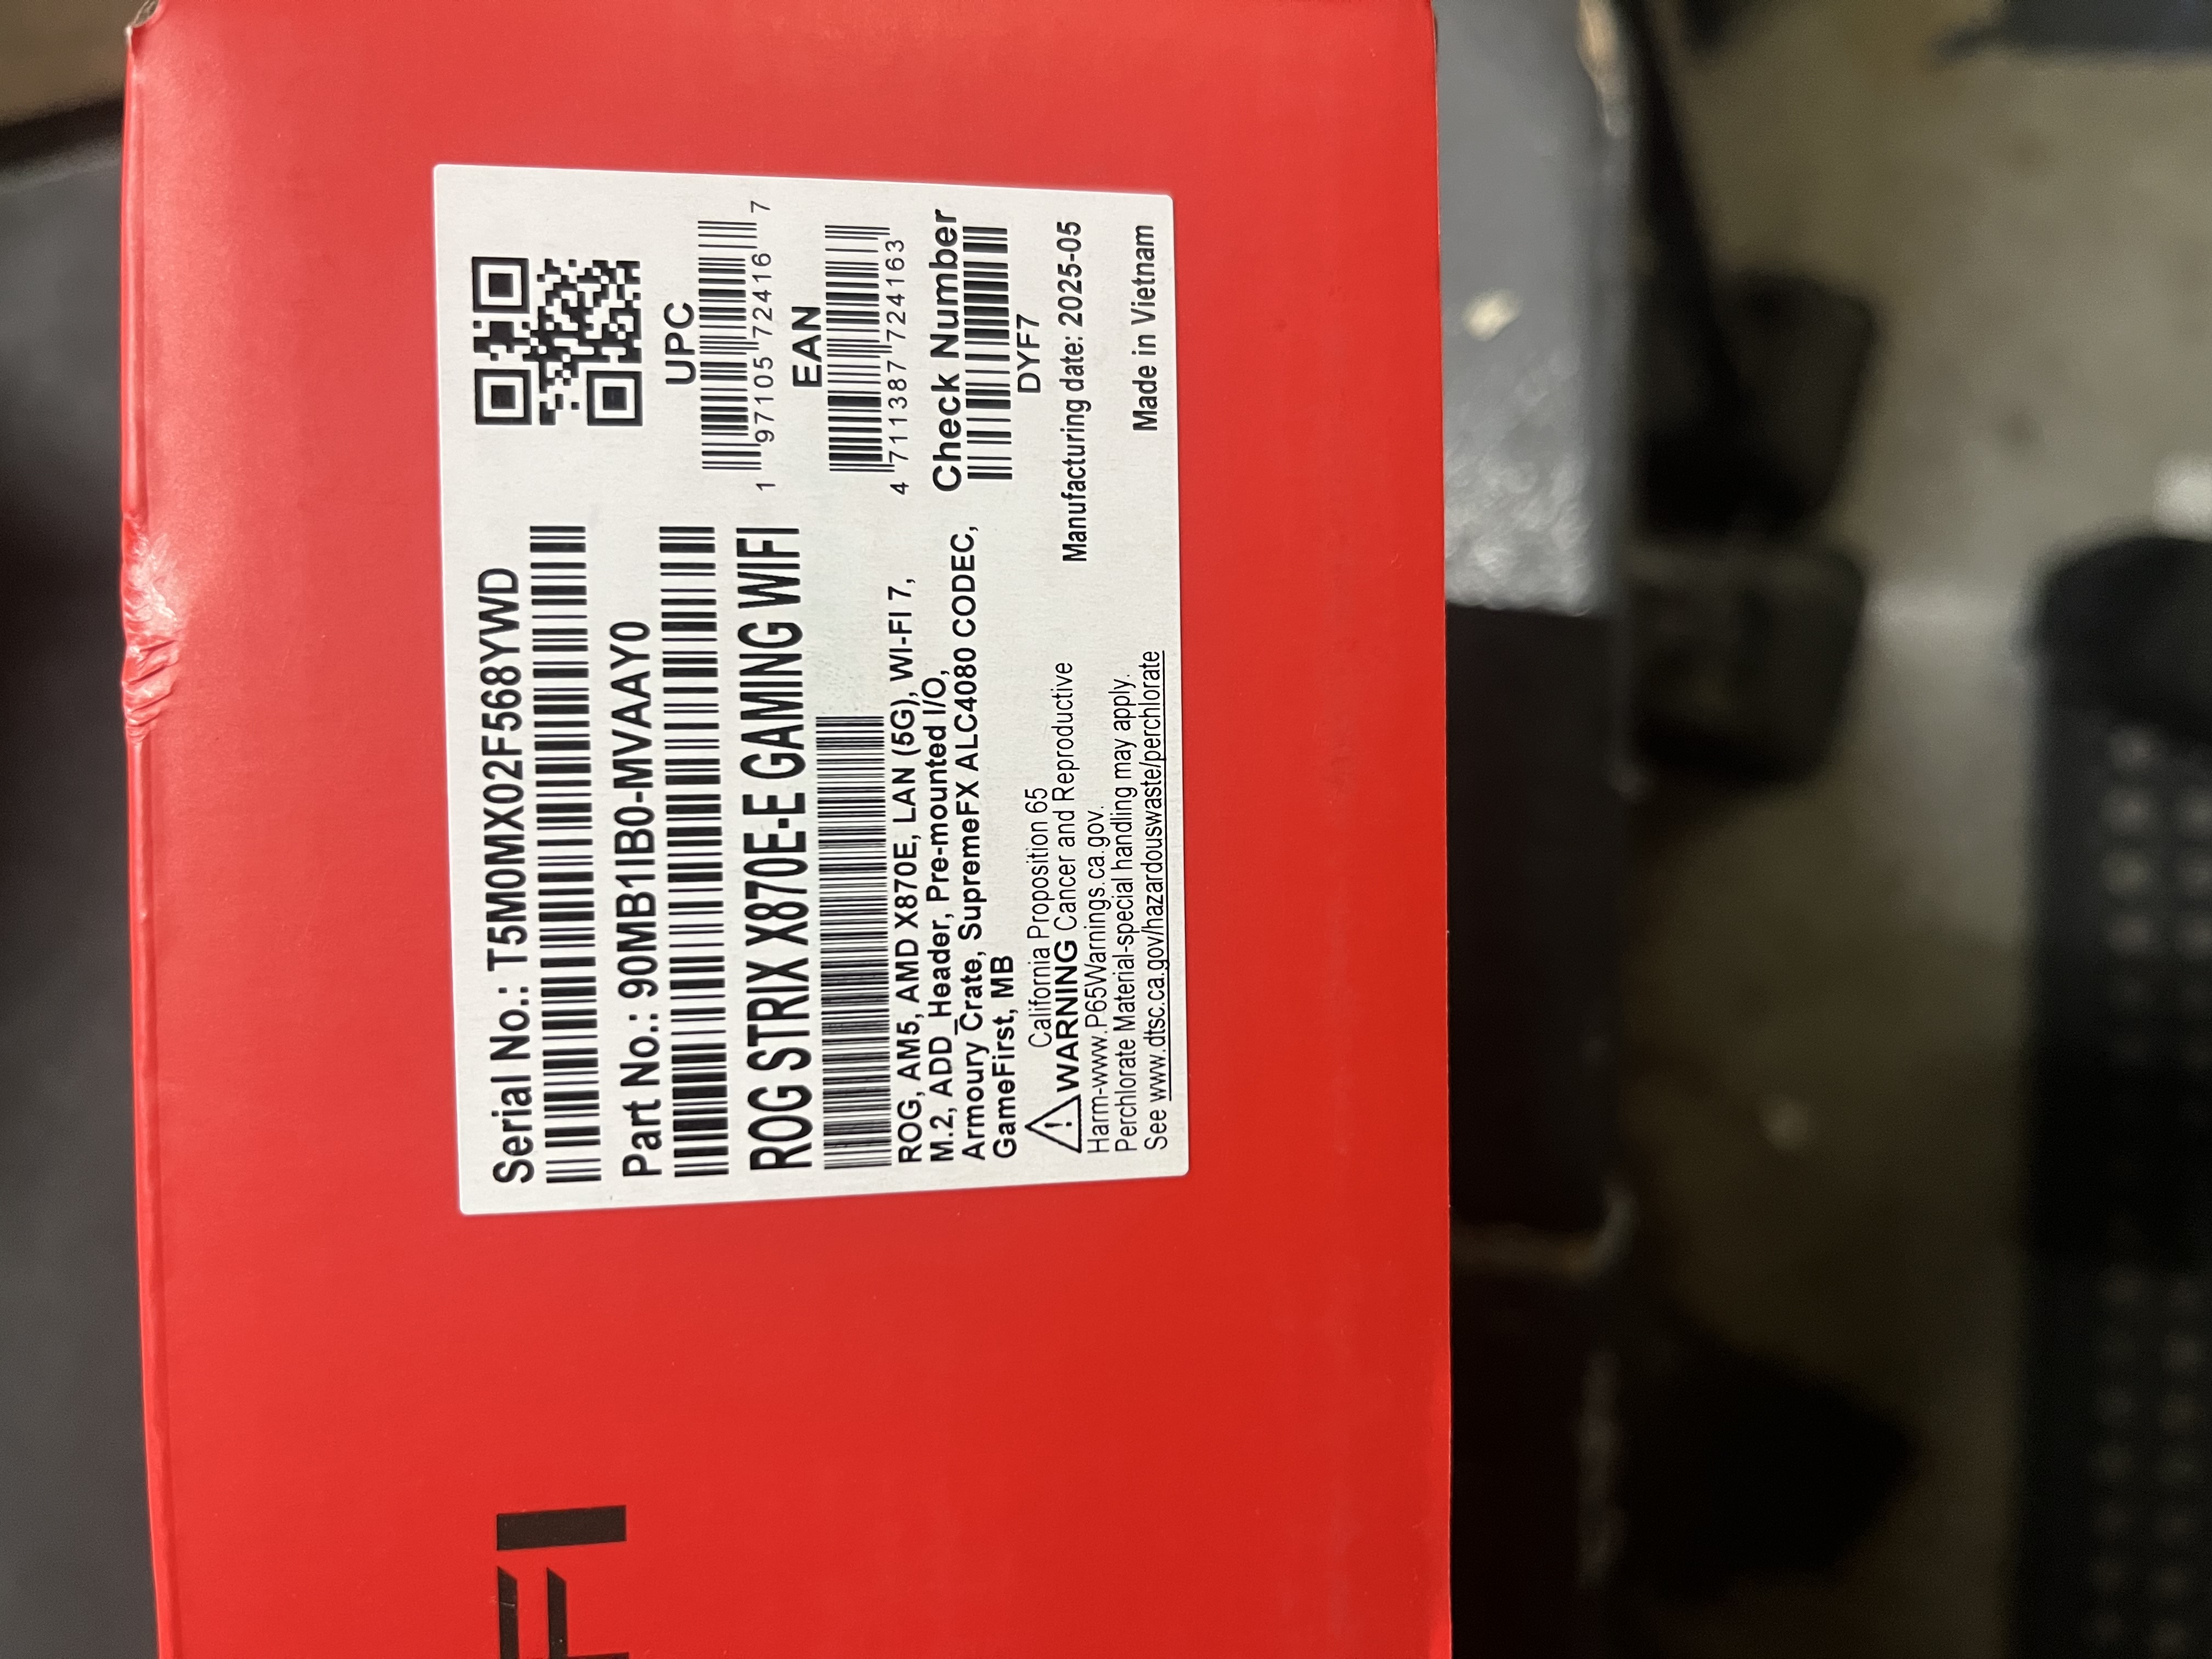 Serial No.: T5M0MX02F568YWD
Part No.: 90MB1IB0-MVAAY0
ROG STRIX X870E-E GAMING WIFI
ROG, AM5, AMD X870E, LAN (5G), WI-FI 7,
M.2, ADD_Header, Pre-mounted I/O,
Armoury Crate, SupremeFX ALC4080 CODEC,
GameFirst, MB
California Proposition 65
WARNING Cancer and Reproductive
Harm-www.P65Warnings.ca.gov.
Perchlorate Material-special handling may apply.
See www.dtsc.ca.gov/hazardouswaste/perchlorate
UPC
1 97105 72416 7
EAN
4 711387 724163
Check Number
DYF7
Manufacturing date: 2025-05
Made in Vietnam
FI